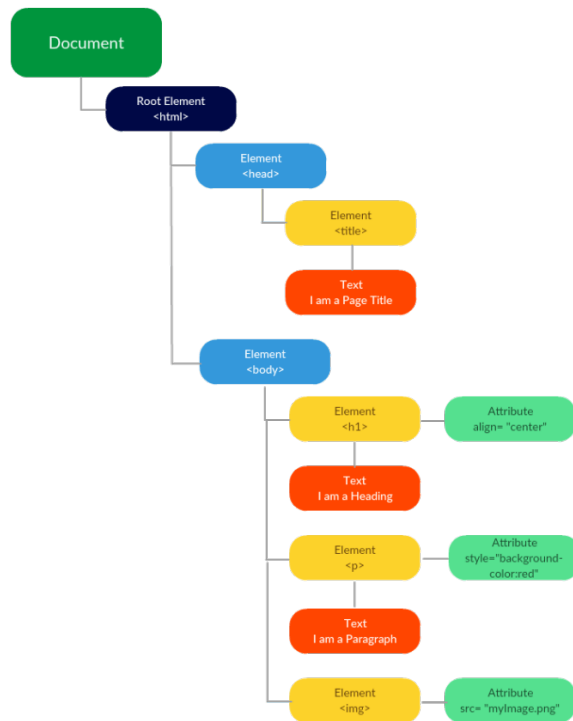 Document
Root Element
<html>
Element
<head>
Element
<title>
Text
I am a Page Title
Element
<body>
Element
<h1>
Attribute
align= "center"
Text
I am a Heading
Element
<p>
Attribute
style="background-
color:red"
Text
I am a Paragraph
Element
<img>
Attribute
src= "myImage.png"